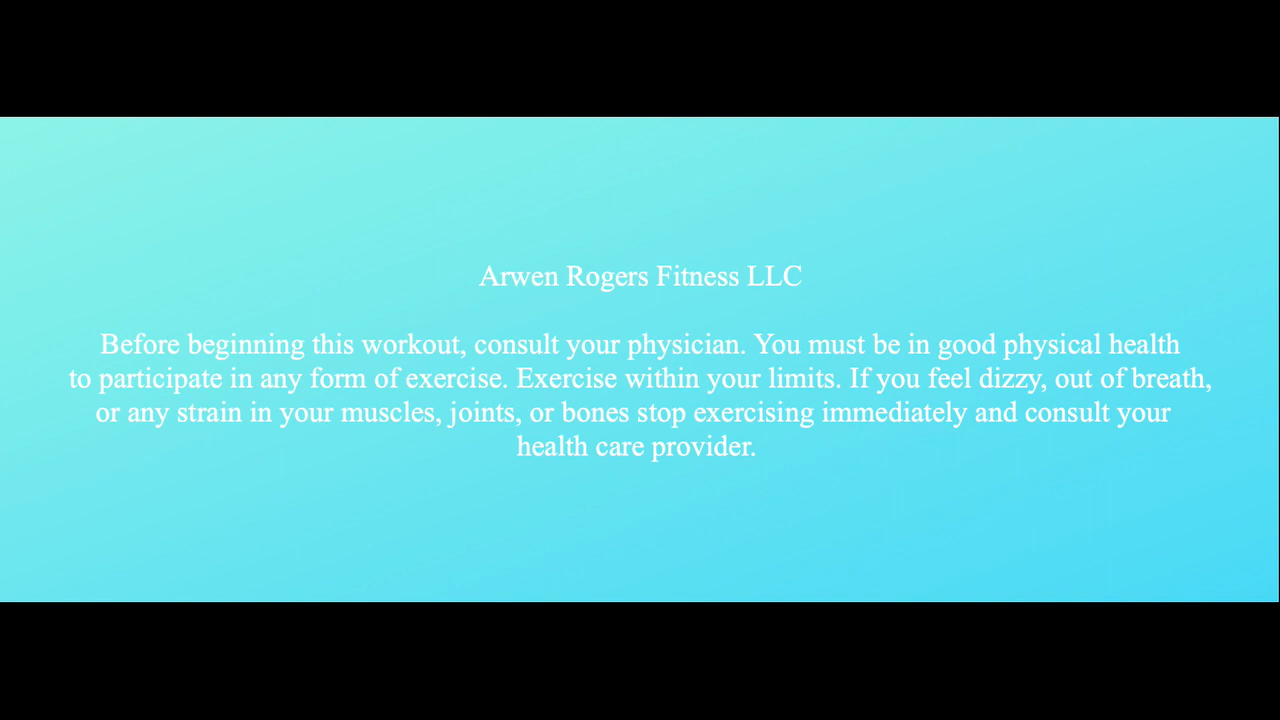 Arwen Rogers Fitness LLC
Before beginning this workout, consult your physician. You must be in good physical health
to participate in any form of exercise. Exercise within your limits. If you feel dizzy, out of breath,
or any strain in your muscles, joints, or bones stop exercising immediately and consult your
health care provider.